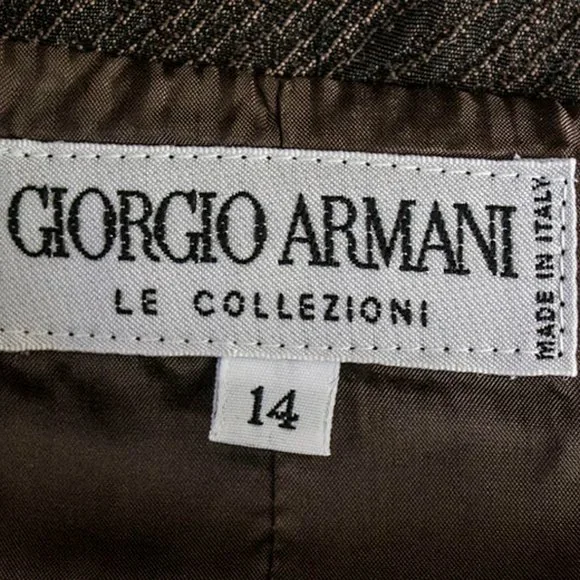 GIORGIO ARMANI
LE COLLEZIONI
MADE IN ITALY
14